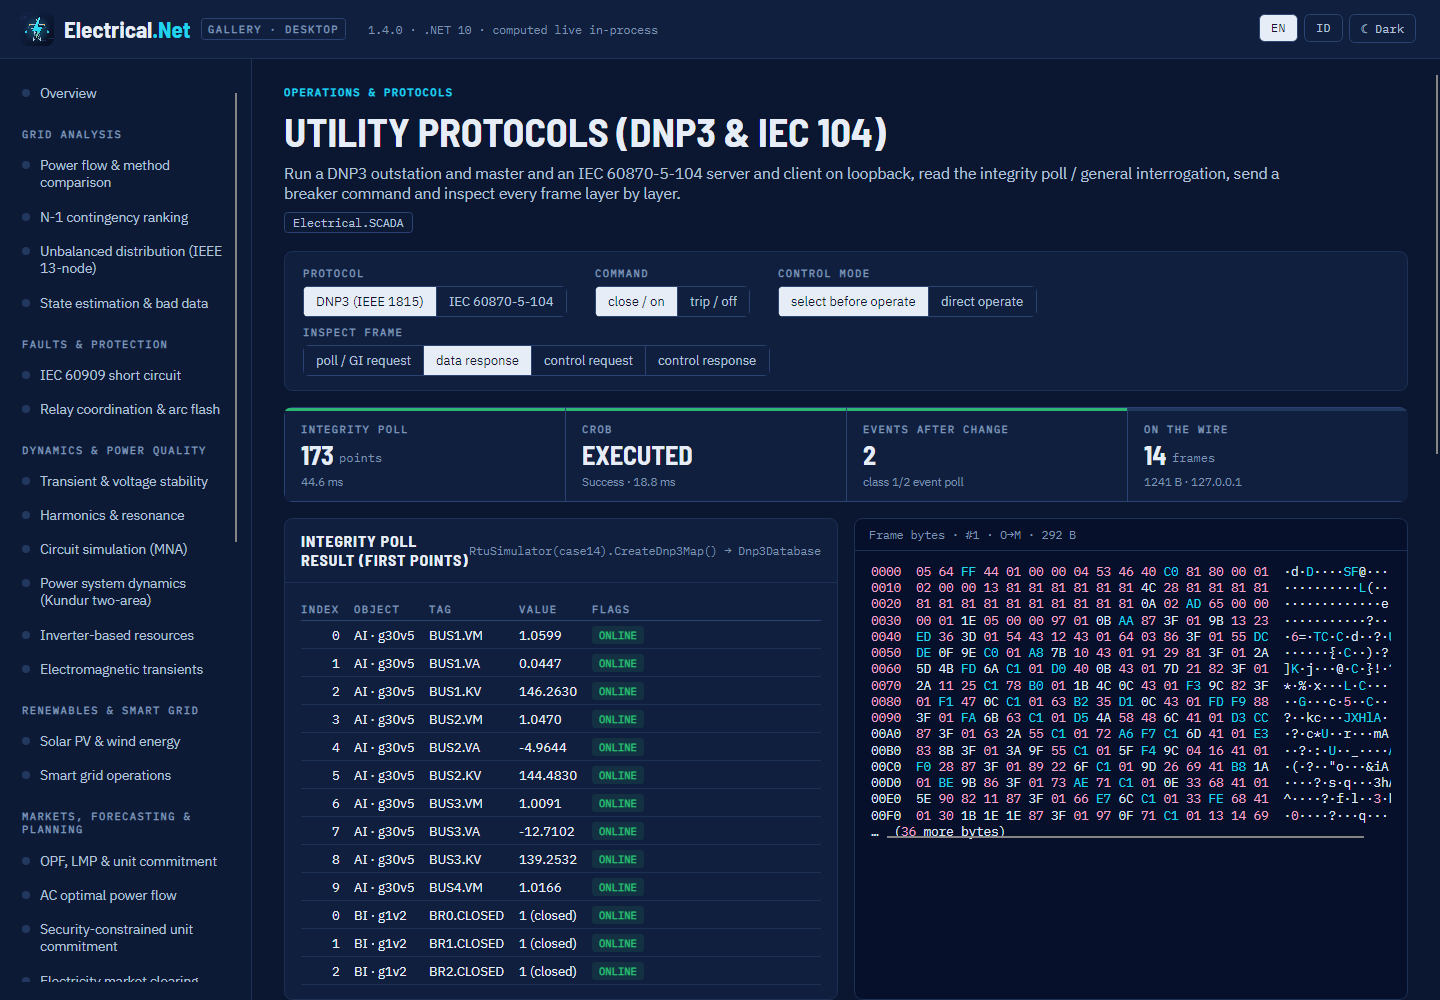 Electrical.Net
GALLERY · DESKTOP
1.4.0 · .NET 10 · computed live in-process
EN
ID
☾ Dark
Overview
GRID ANALYSIS
Power flow & method
comparison
N-1 contingency ranking
Unbalanced distribution (IEEE
13-node)
State estimation & bad data
FAULTS & PROTECTION
IEC 60909 short circuit
Relay coordination & arc flash
DYNAMICS & POWER QUALITY
Transient & voltage stability
Harmonics & resonance
Circuit simulation (MNA)
Power system dynamics
(Kundur two-area)
Inverter-based resources
Electromagnetic transients
RENEWABLES & SMART GRID
Solar PV & wind energy
Smart grid operations
MARKETS, FORECASTING &
PLANNING
OPF, LMP & unit commitment
AC optimal power flow
Security-constrained unit
commitment
Electricity market clearing
OPERATIONS & PROTOCOLS
UTILITY PROTOCOLS (DNP3 & IEC 104)
Run a DNP3 outstation and master and an IEC 60870-5-104 server and client on loopback, read the integrity poll / general interrogation, send a
breaker command and inspect every frame layer by layer.
Electrical.SCADA
PROTOCOL
DNP3 (IEEE 1815)
IEC 60870-5-104
COMMAND
close / on
trip / off
CONTROL MODE
select before operate
direct operate
INSPECT FRAME
poll / GI request
data response
control request
control response
INTEGRITY POLL
173 points
44.6 ms
CROB
EXECUTED
Success · 18.8 ms
EVENTS AFTER CHANGE
2
class 1/2 event poll
ON THE WIRE
14 frames
1241 B · 127.0.0.1
INTEGRITY POLL
RESULT (FIRST POINTS)
RtuSimulator(case14).CreateDnp3Map() → Dnp3Database
INDEX OBJECT TAG VALUE FLAGS
0 AI · g30v5 BUS1.VM 1.0599 ONLINE
1 AI · g30v5 BUS1.VA 0.0447 ONLINE
2 AI · g30v5 BUS1.KV 146.2630 ONLINE
3 AI · g30v5 BUS2.VM 1.0470 ONLINE
4 AI · g30v5 BUS2.VA -4.9644 ONLINE
5 AI · g30v5 BUS2.KV 144.4830 ONLINE
6 AI · g30v5 BUS3.VM 1.0091 ONLINE
7 AI · g30v5 BUS3.VA -12.7102 ONLINE
8 AI · g30v5 BUS3.KV 139.2532 ONLINE
9 AI · g30v5 BUS4.VM 1.0166 ONLINE
0 BI · g1v2 BR0.CLOSED 1 (closed) ONLINE
1 BI · g1v2 BR1.CLOSED 1 (closed) ONLINE
2 BI · g1v2 BR2.CLOSED 1 (closed) ONLINE
Frame bytes · #1 · O→M · 292 B
0000 05 64 FF 44 01 00 00 04 53 46 40 C0 81 80 00 01 ·d·D····SF@···
0010 02 00 00 13 81 81 81 81 81 81 4C 28 81 81 81 81 ··········L(··
0020 81 81 81 81 81 81 81 81 81 0A 02 AD 65 00 00 ············e
0030 00 01 1E 05 00 00 97 01 0B AA 87 3F 01 9B 13 23 ···········?··
0040 ED 36 3D 01 54 43 12 43 01 64 03 86 3F 01 55 DC ·6=·TC·C·d··?·U
0050 DE 0F 9E C0 01 A8 7B 10 43 01 91 29 81 3F 01 2A ······{·C··)·?
0060 5D 4B FD 6A C1 01 D0 40 0B 43 01 7D 21 82 3F 01 ]K·j···@·C·}!·
0070 2A 11 25 C1 78 B0 01 1B 4C 0C 43 01 F3 9C 82 3F *·%·x···L·C···
0080 01 F1 47 0C C1 01 63 B2 35 D1 0C 43 01 FD F9 88 ··G···c·5··C··
0090 3F 01 FA 6B 63 C1 01 D5 4A 58 48 6C 41 01 D3 CC ?··kc···JXHlA·
00A0 87 3F 01 63 2A 55 C1 01 72 A6 F7 C1 6D 41 01 E3 ·?·c*U··r···mA
00B0 83 8B 3F 01 3A 9F 55 C1 01 5F F4 9C 04 16 41 01 ··?·:·U··_····A
00C0 F0 28 87 3F 01 89 22 6F C1 01 9D 26 69 41 B8 1A ·(·?··"o···&iA
00D0 01 BE 9B 86 3F 01 73 AE 71 C1 01 0E 33 68 41 01 ····?·s·q···3hA
00E0 5E 90 82 11 87 3F 01 66 E7 6C C1 01 33 FE 68 41 ^····?·f·l··3·
00F0 01 30 1B 1E 1E 87 3F 01 97 0F 71 C1 01 13 14 69 ·0····?···q···
… (36 more bytes)